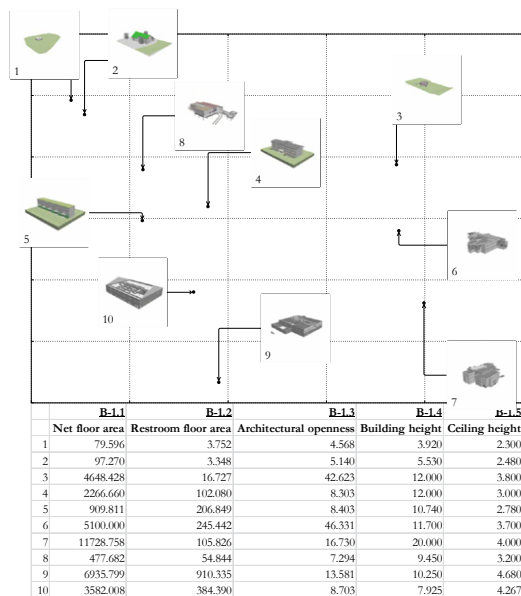 1
2
3
8
4
5
6
10
9
7
B-1.1 B-1.2 B-1.3 B-1.4 B-1.5
Net floor area Restroom floor area Architectural openness Building height Ceiling height
1 79.596 3.752 4.568 3.920 2.300
2 97.270 3.348 5.140 5.530 2.480
3 4648.428 16.727 42.623 12.000 3.800
4 2266.660 102.080 8.303 12.000 3.000
5 909.811 206.849 8.403 10.740 2.780
6 5100.000 245.442 46.331 11.700 3.700
7 11728.758 105.826 16.730 20.000 4.000
8 477.682 54.844 7.294 9.450 3.200
9 6935.799 910.335 13.581 10.250 4.680
10 3582.008 384.390 8.703 7.925 4.267